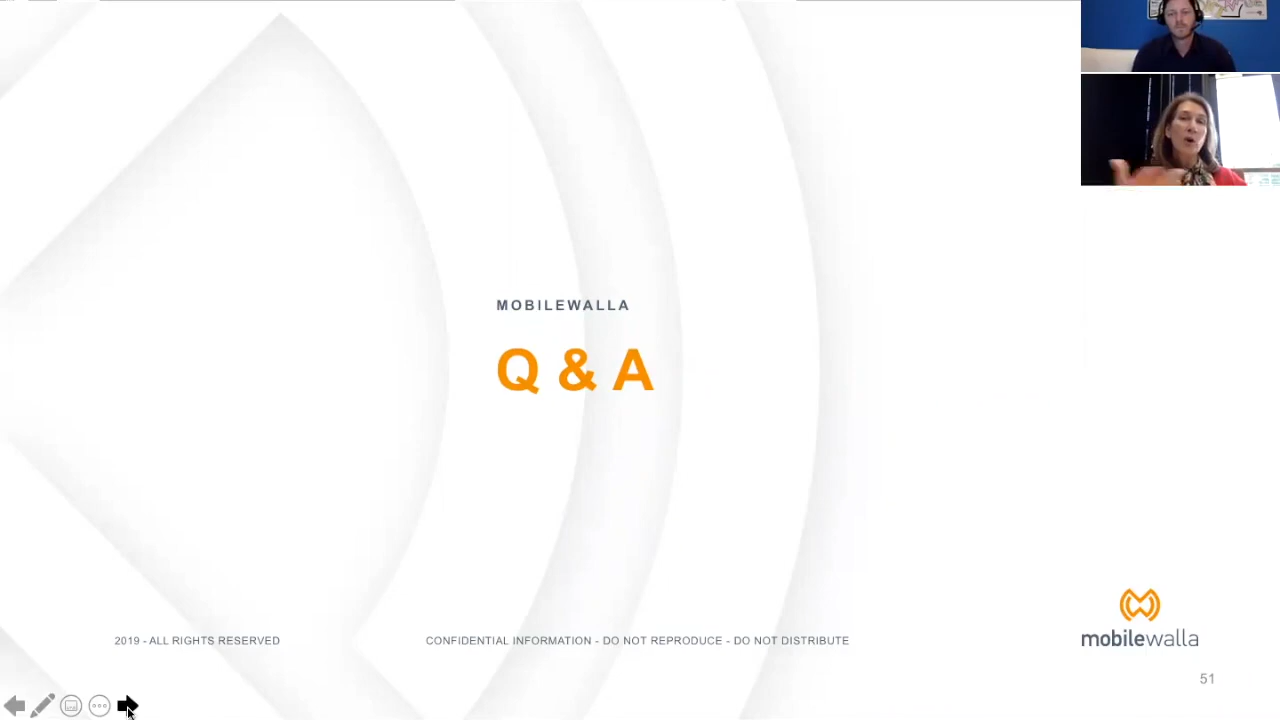 MOBILEWALLA
Q & A
2019 - ALL RIGHTS RESERVED
CONFIDENTIAL INFORMATION - DO NOT REPRODUCE - DO NOT DISTRIBUTE
mobilewalla
51